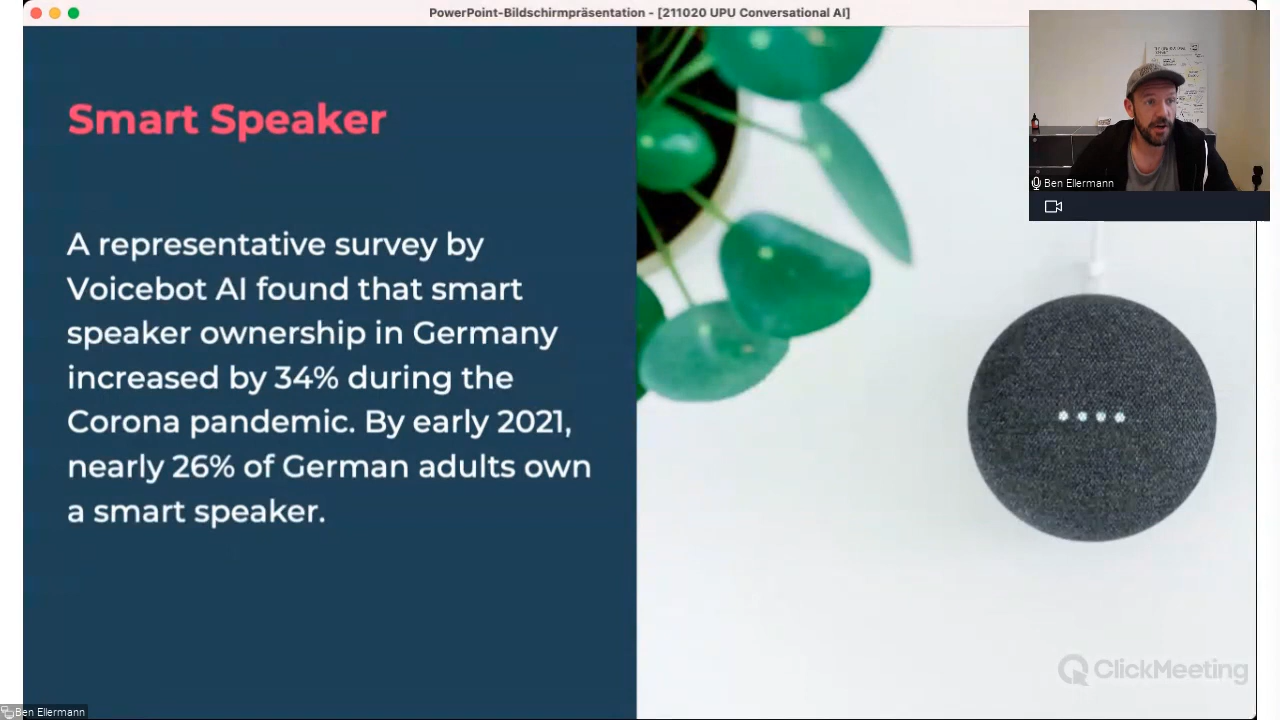 PowerPoint-Bildschirmpräsentation - [211020 UPU Conversational AI]
Smart Speaker
A representative survey by
Voicebot AI found that smart
speaker ownership in Germany
increased by 34% during the
Corona pandemic. By early 2021,
nearly 26% of German adults own
a smart speaker.
Ben Ellermann
ClickMeeting
Ben Ellermann